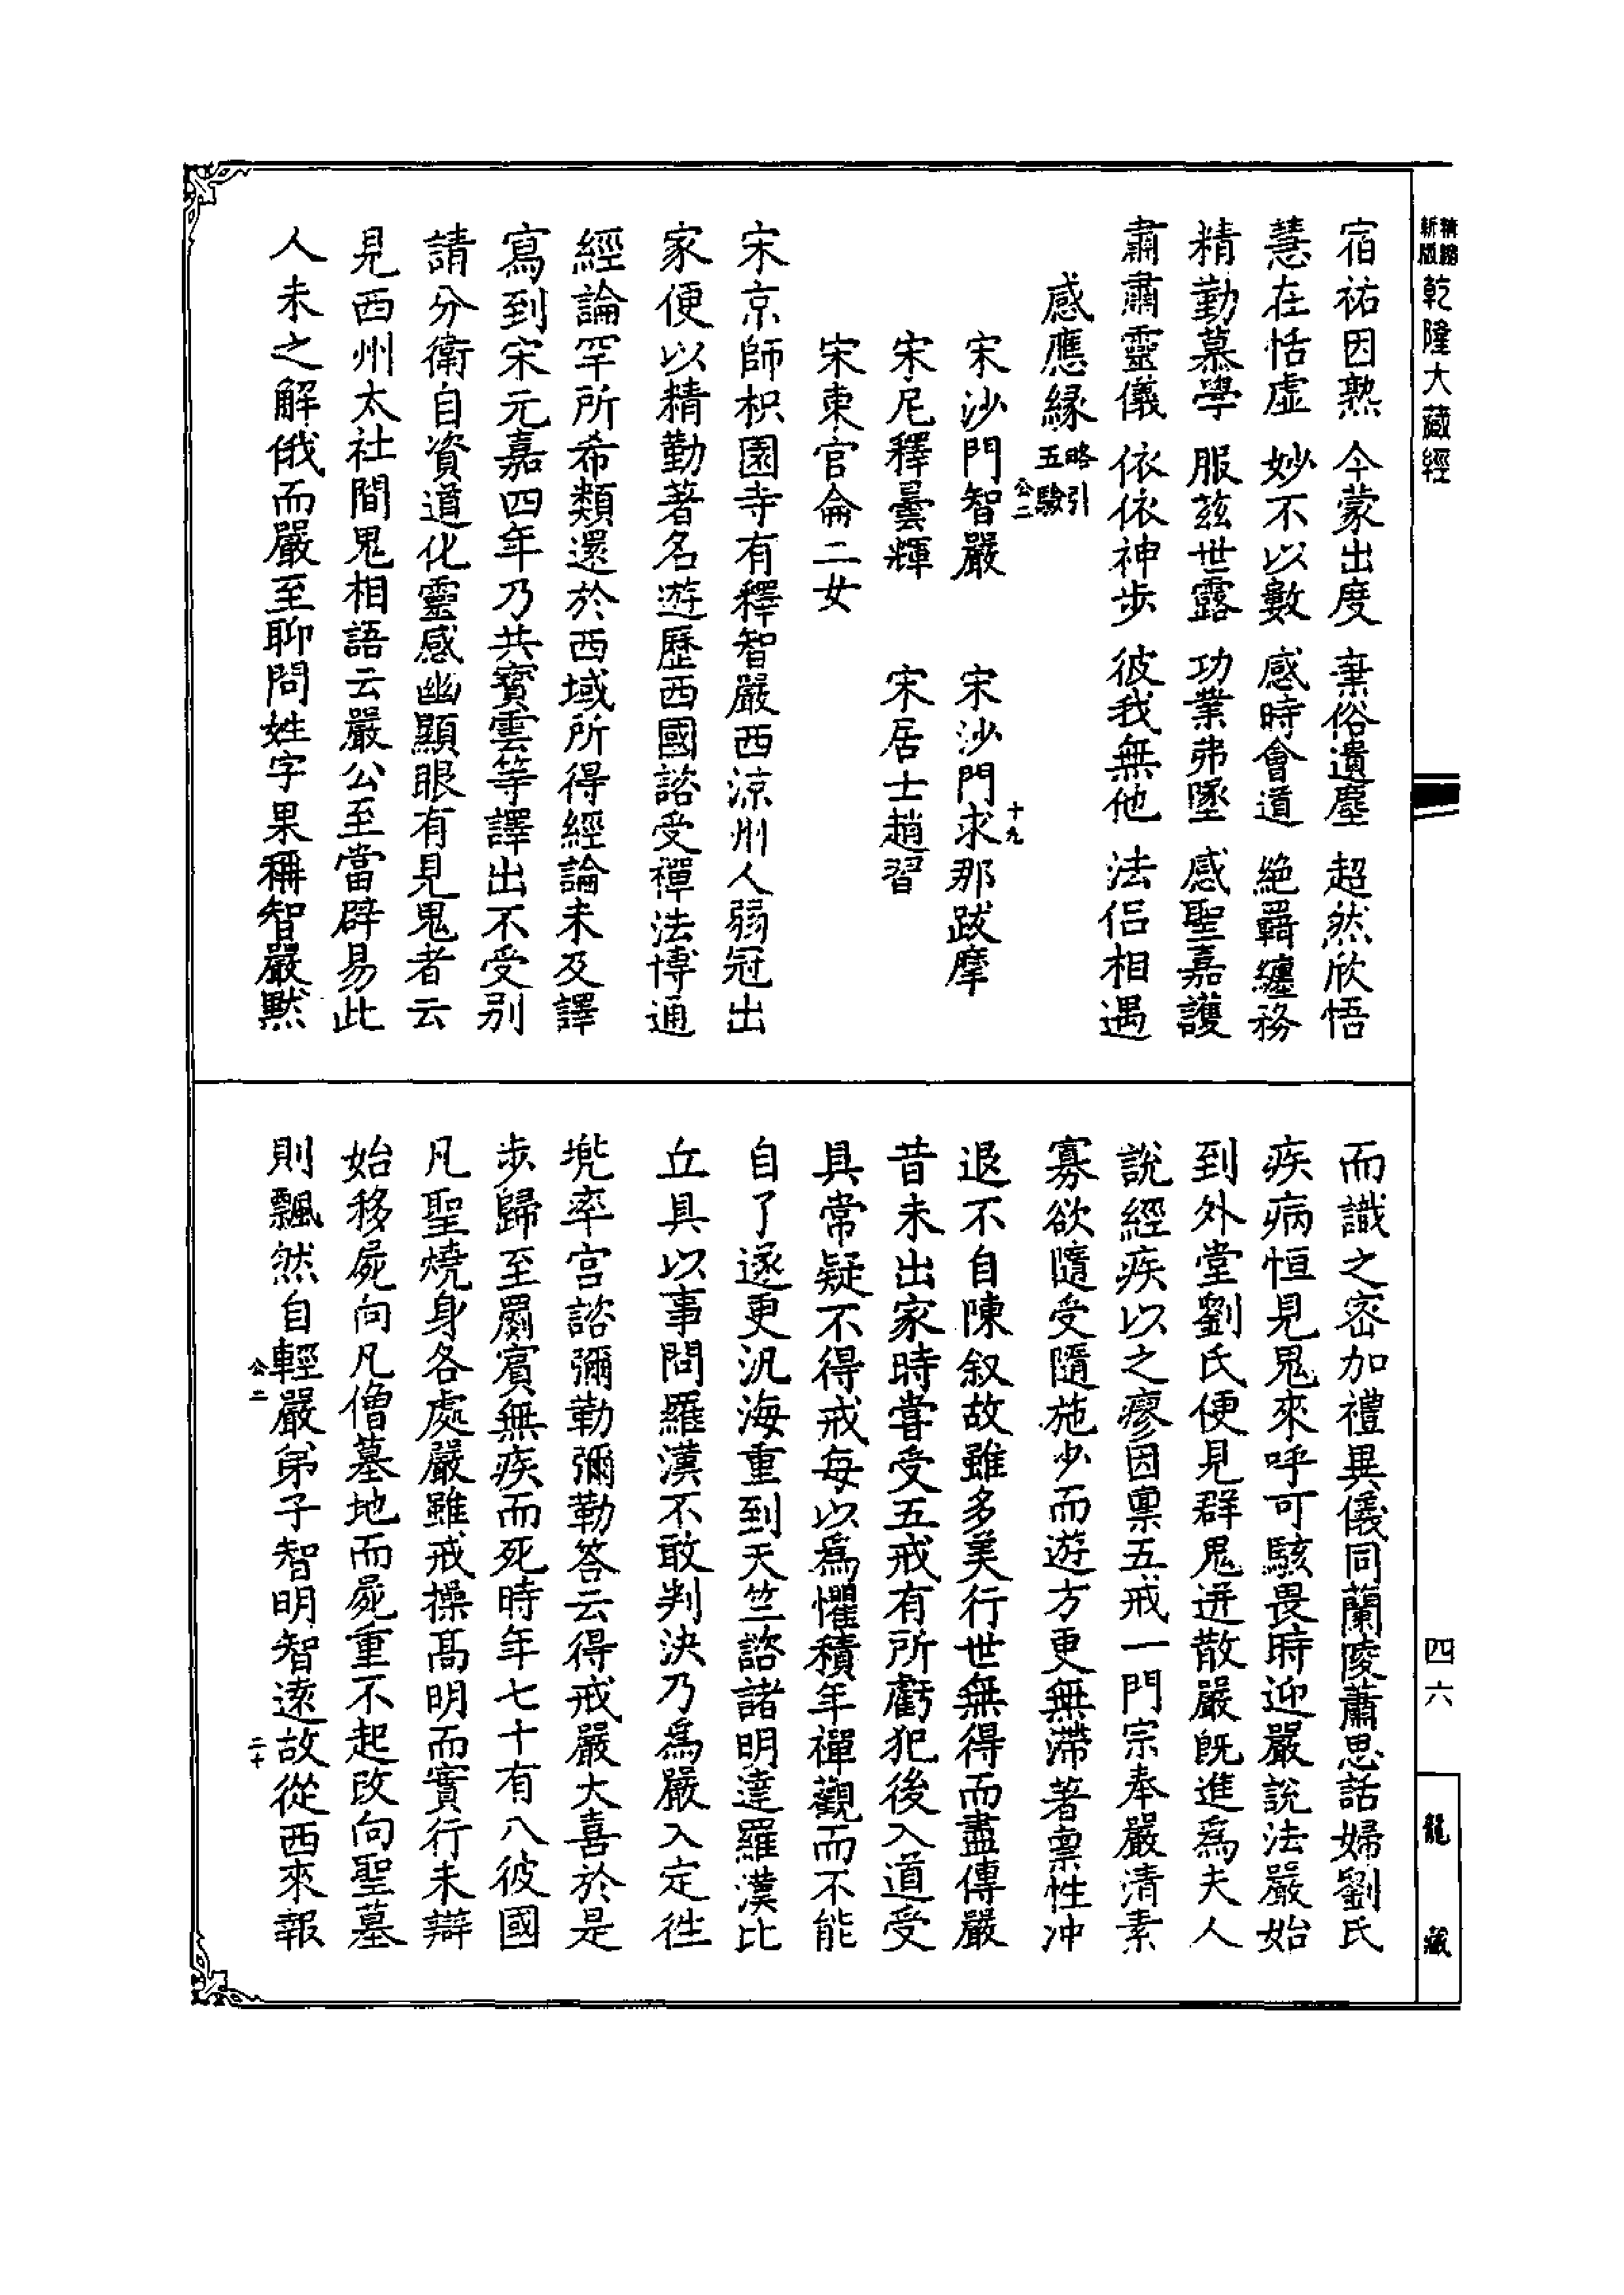 精縮新版 乾隆大藏經
宿祐因熟 今蒙出度 棄俗遺塵 超然欣悟
慧在恬虛 妙不以數 感時會道 絕羇纏務
精勤慕學 服兹世露 功業弗墜 感聖嘉護
肅肅靈儀 依依神步 彼我無他 法侶相遇
感應緣 略引五驗
公二 十九
宋沙門智嚴 宋沙門求那跋摩
宋尼釋曇輝 宋居士趙習
宋東官侖二女
宋京師枳園寺有釋智嚴西涼州人弱冠出
家便以精勤著名遊歷西國諮受禪法博通
經論罕所希類還於西域所得經論未及譯
寫到宋元嘉四年乃共寳雲等譯出不受别
請分衛自資道化靈感幽顯眼有見鬼者云
見西州太社間鬼相語云嚴公至當辟易此
人未之解俄而嚴至聊問姓字果稱智嚴黙
而識之宻加禮異儀同蘭陵蕭思話婦劉氏
疾病恒見鬼來呼可駭畏時迎嚴說法嚴始
到外堂劉氏便見群鬼迸散嚴既進爲夫人
說經疾以之瘳因禀五戒一門宗奉嚴清素
寡欲隨受隨施少而遊方更無滯著禀性冲
退不自陳叙故雖多美行世無得而盡傳嚴
昔未出家時甞受五戒有所虧犯後入道受
具常疑不得戒每以爲懼積年禪觀而不能
自了遂更汎海重到天竺諮諸明達羅漢比
丘具以事問羅漢不敢判決乃爲嚴入定往
兠率宫諮彌勒彌勒答云得戒嚴大喜於是
步歸至罽賓無疾而死時年七十有八彼國
凡聖燒身各處嚴雖戒操髙明而實行未辯
始移屍向凡僧墓地而屍重不起改向聖墓
則飄然自輕嚴弟子智明智遠故從西來報
公二 二十
四六
龍藏